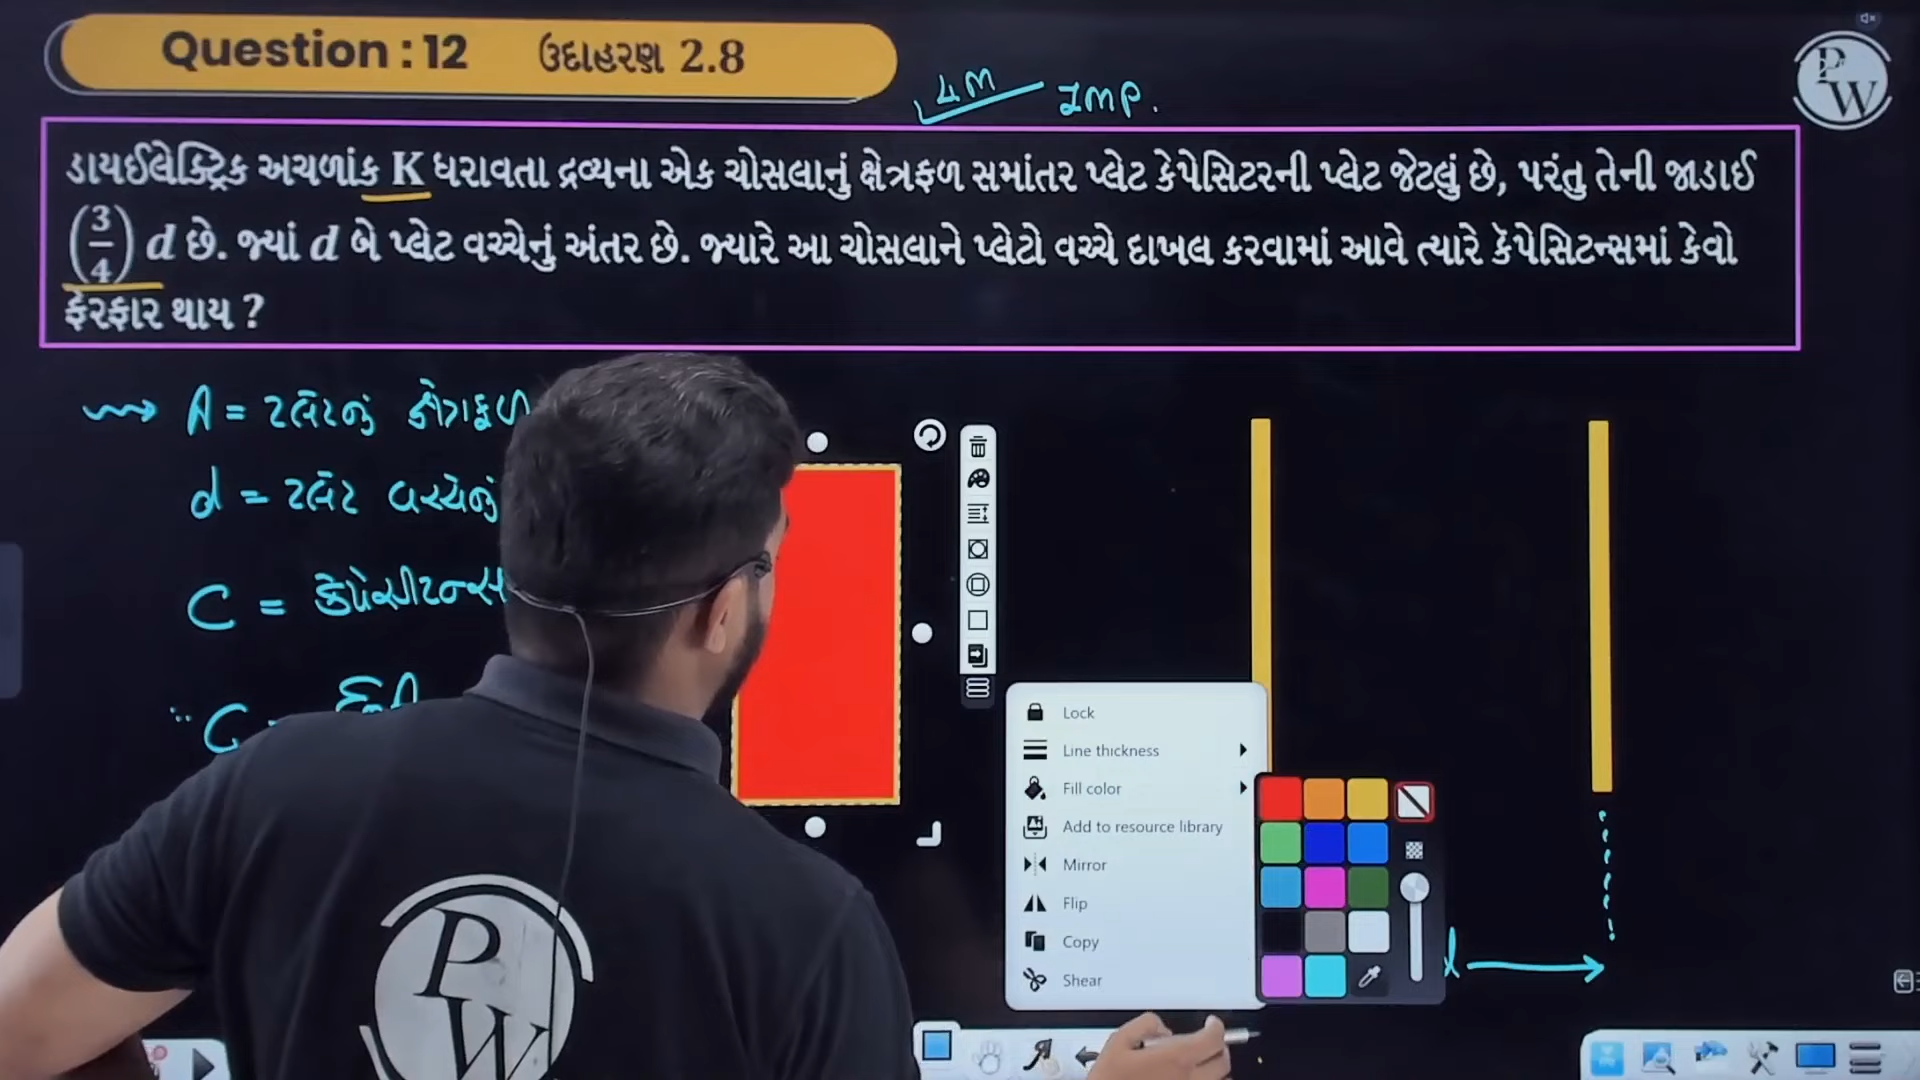 Question : 12 ઉદાહરણ 2.8
4M IMP.
PW
ડાયઈલેક્ટ્રિક અચળાંક K ધરાવતા દ્રવ્યના એક ચોસલાનું ક્ષેત્રફળ સમાંતર પ્લેટ કેપેસિટરની પ્લેટ જેટલું છે, પરંતુ તેની જાડાઈ
(3/4) d છે. જ્યાં d બે પ્લેટ વચ્ચેનું અંતર છે. જ્યારે આ ચોસલાને પ્લેટો વચ્ચે દાખલ કરવામાં આવે ત્યારે કૅપેસિટન્સમાં કેવો
ફેરફાર થાય ?
A = પ્લેટનું ક્ષેત્રફળ
d = પ્લેટ વચ્ચેનું
C = કેપેસીટન્સ
∵ C
Lock
Line thickness
Fill color
Add to resource library
Mirror
Flip
Copy
Shear
d
PW